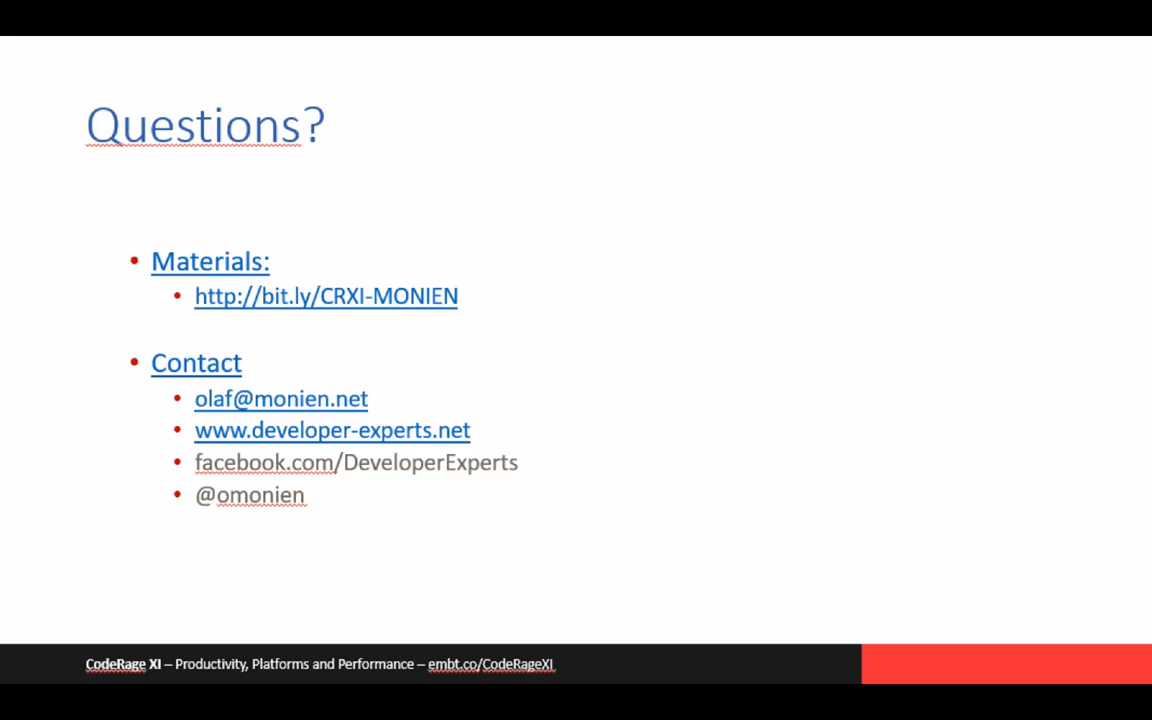 Questions?
Materials:
http://bit.ly/CRXI-MONIEN
Contact
olaf@monien.net
www.developer-experts.net
facebook.com/DeveloperExperts
@omonien
CodeRage XI – Productivity, Platforms and Performance – embt.co/CodeRageXI